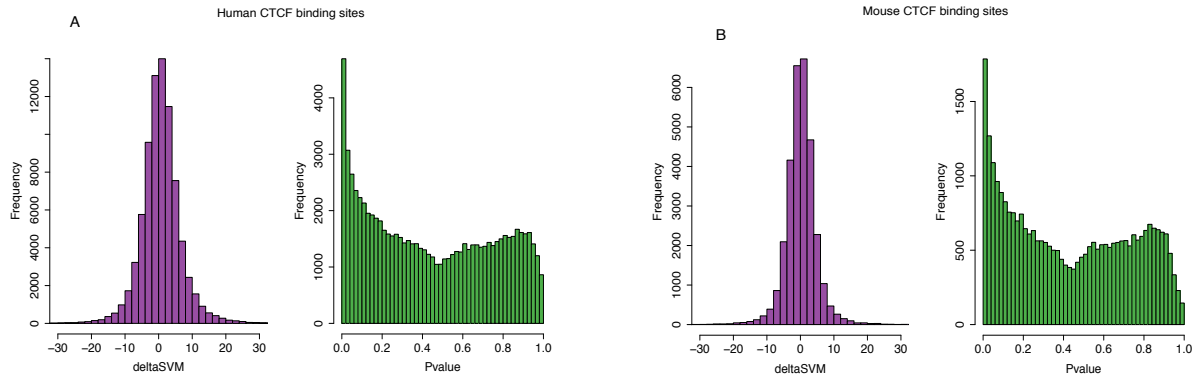 Human CTCF binding sites
A
Frequency
0
2000
4000
6000
8000
12000
−30 −20 −10 0 10 20 30
deltaSVM
Frequency
0
1000
2000
3000
4000
0.0 0.2 0.4 0.6 0.8 1.0
Pvalue
Mouse CTCF binding sites
B
Frequency
0
1000
2000
3000
4000
5000
6000
−30 −20 −10 0 10 20 30
deltaSVM
Frequency
0
500
1000
1500
0.0 0.2 0.4 0.6 0.8 1.0
Pvalue